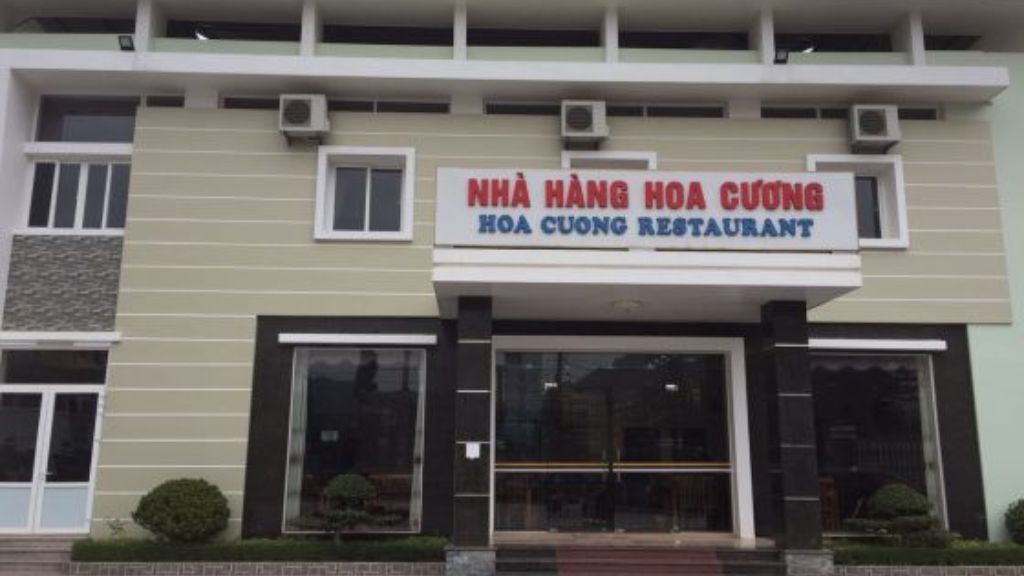 NHÀ HÀNG HOA CƯƠNG
HOA CUONG RESTAURANT